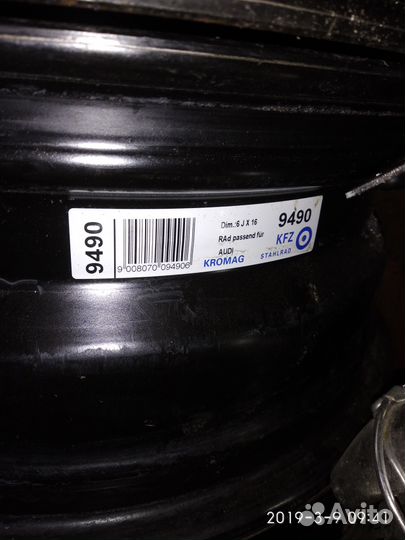 9490
9 008070 094906
Dim.:6 J X 16
RAd passend für
AUDI
KROMAG
9490
KFZ
STAHLRAD
2019-3-9 09:41
Avito